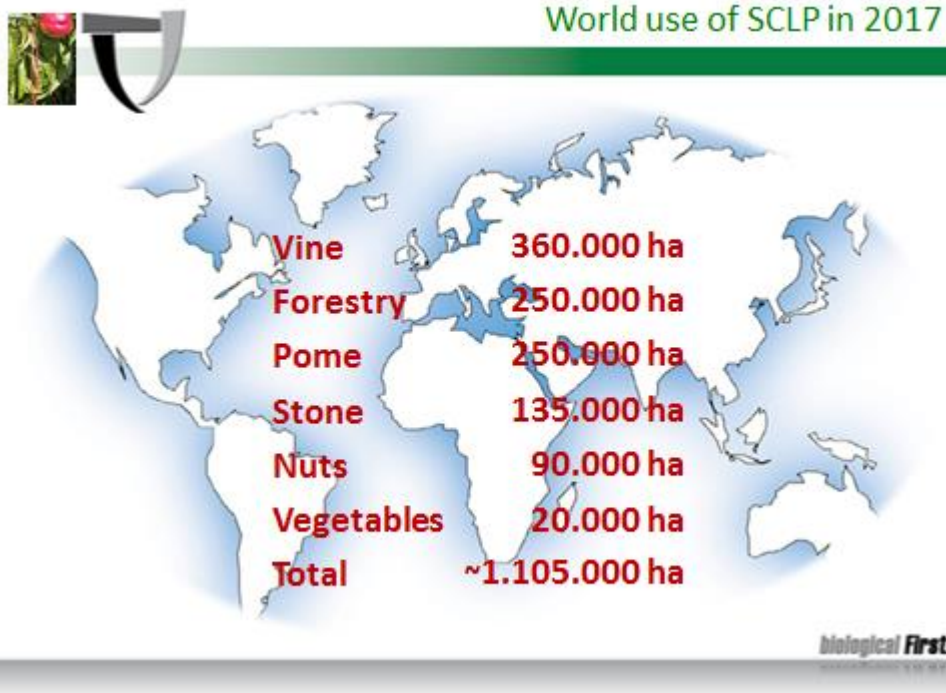 World use of SCLP in 2017
Vine 360.000 ha
Forestry 250.000 ha
Pome 250.000 ha
Stone 135.000 ha
Nuts 90.000 ha
Vegetables 20.000 ha
Total ~1.105.000 ha
biological First